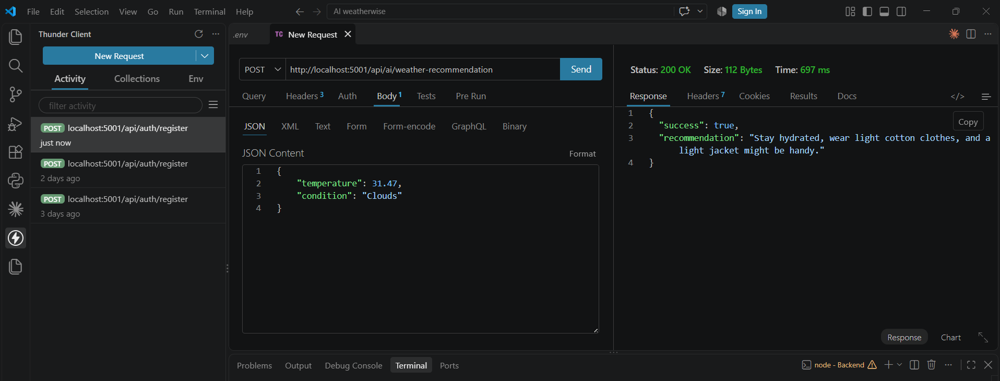 File Edit Selection View Go Run Terminal Help
AI weatherwise
Sign In
Thunder Client
New Request
Activity Collections Env
filter activity
POST localhost:5001/api/auth/register
just now
POST localhost:5001/api/auth/register
2 days ago
POST localhost:5001/api/auth/register
3 days ago
.env
TC New Request
POST http://localhost:5001/api/ai/weather-recommendation Send
Query Headers 3 Auth Body 1 Tests Pre Run
JSON XML Text Form Form-encode GraphQL Binary
JSON Content Format
1 {
2 "temperature": 31.47,
3 "condition": "Clouds"
4 }
Status: 200 OK Size: 112 Bytes Time: 697 ms
Response Headers 7 Cookies Results Docs </>
Copy
1 {
2 "success": true,
3 "recommendation": "Stay hydrated, wear light cotton clothes, and a
light jacket might be handy."
4 }
Response Chart
Problems Output Debug Console Terminal Ports
node - Backend